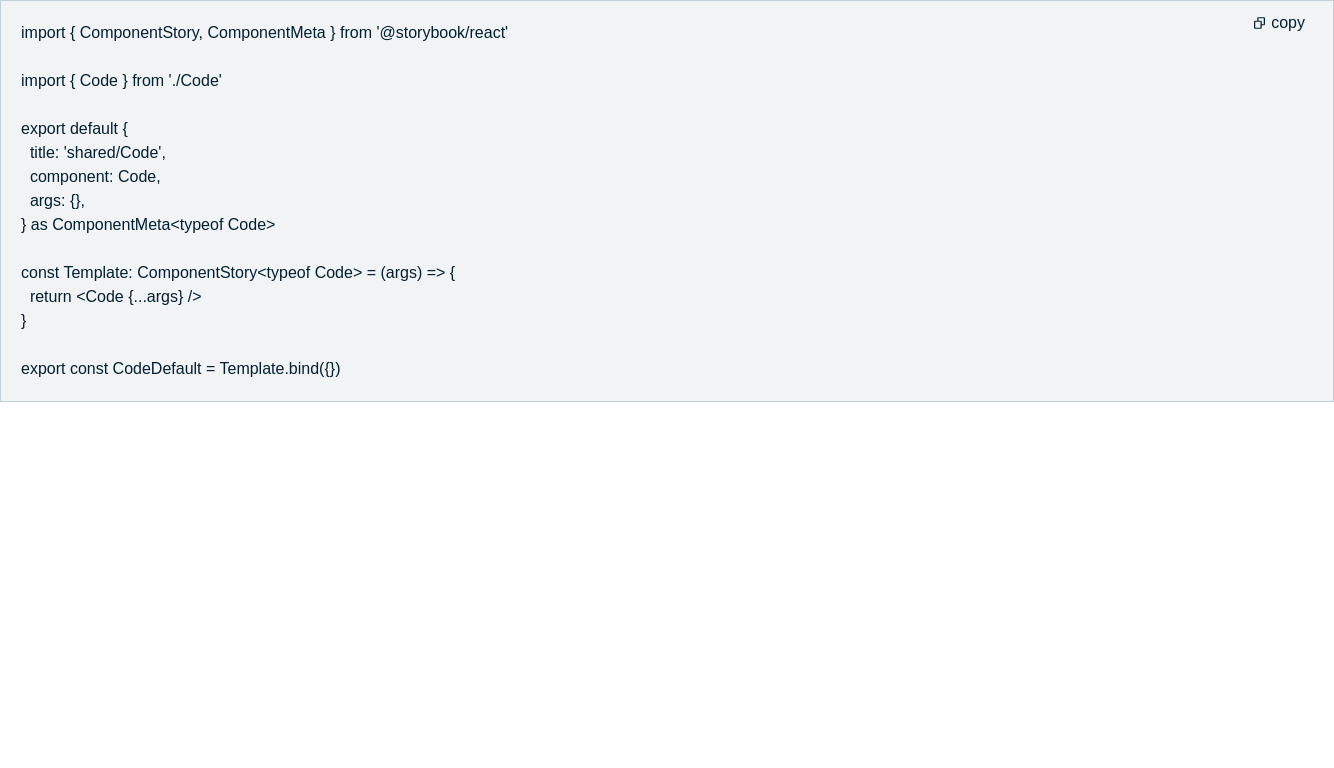 copy
import { ComponentStory, ComponentMeta } from '@storybook/react'
import { Code } from './Code'
export default {
  title: 'shared/Code',
  component: Code,
  args: {},
} as ComponentMeta<typeof Code>
const Template: ComponentStory<typeof Code> = (args) => {
  return <Code {...args} />
}
export const CodeDefault = Template.bind({})